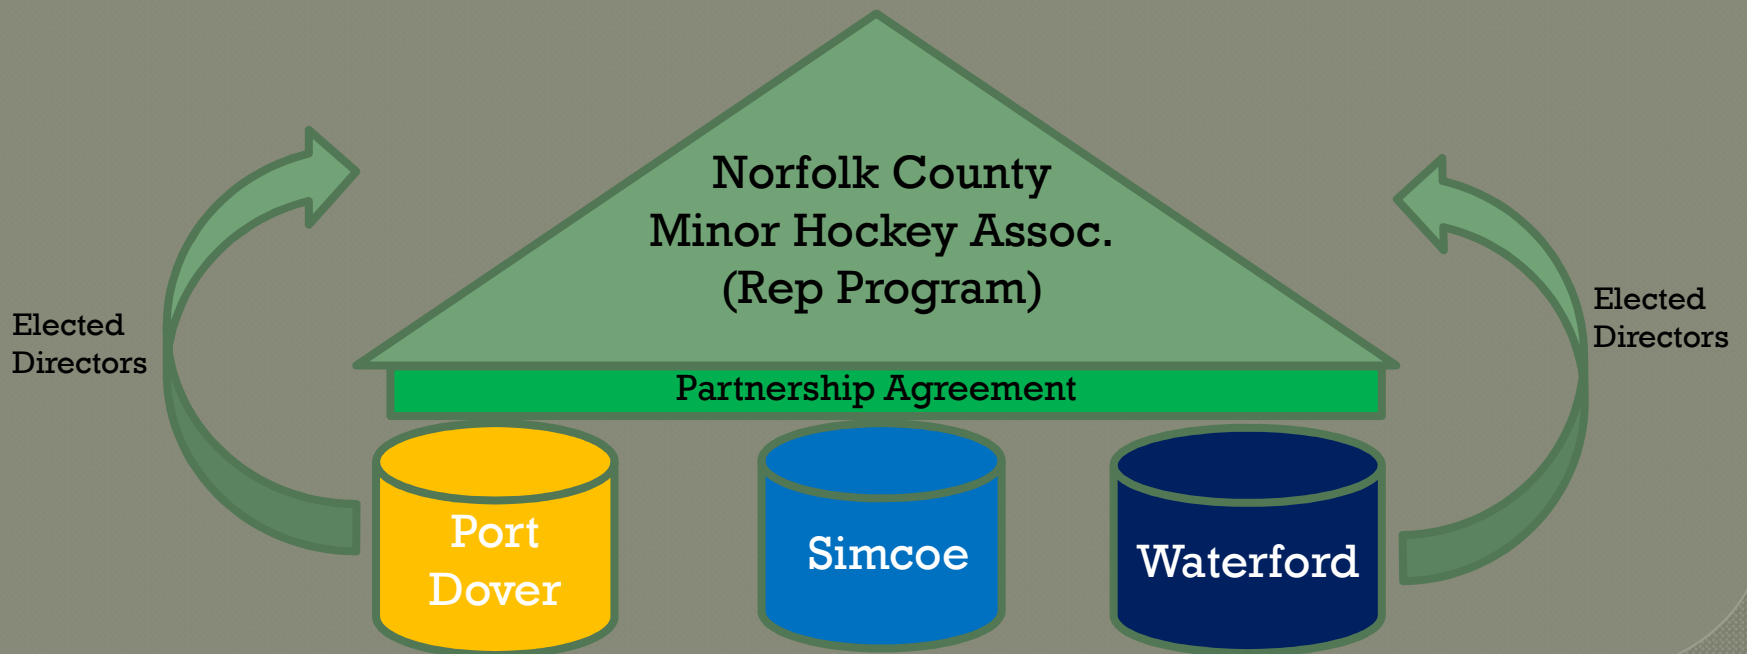 Norfolk County
Minor Hockey Assoc.
(Rep Program)
Elected
Directors
Elected
Directors
Partnership Agreement
Port
Dover
Simcoe
Waterford